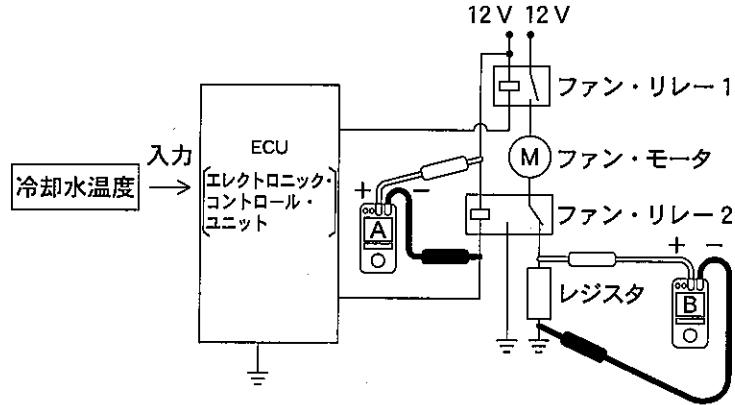 12 V 12 V
ファン・リレー 1
ECU
エレクトロニック・
コントロール・
ユニット
入力
冷却水温度
M
ファン・モータ
+ −
A
ファン・リレー 2
+ −
レジスタ
B